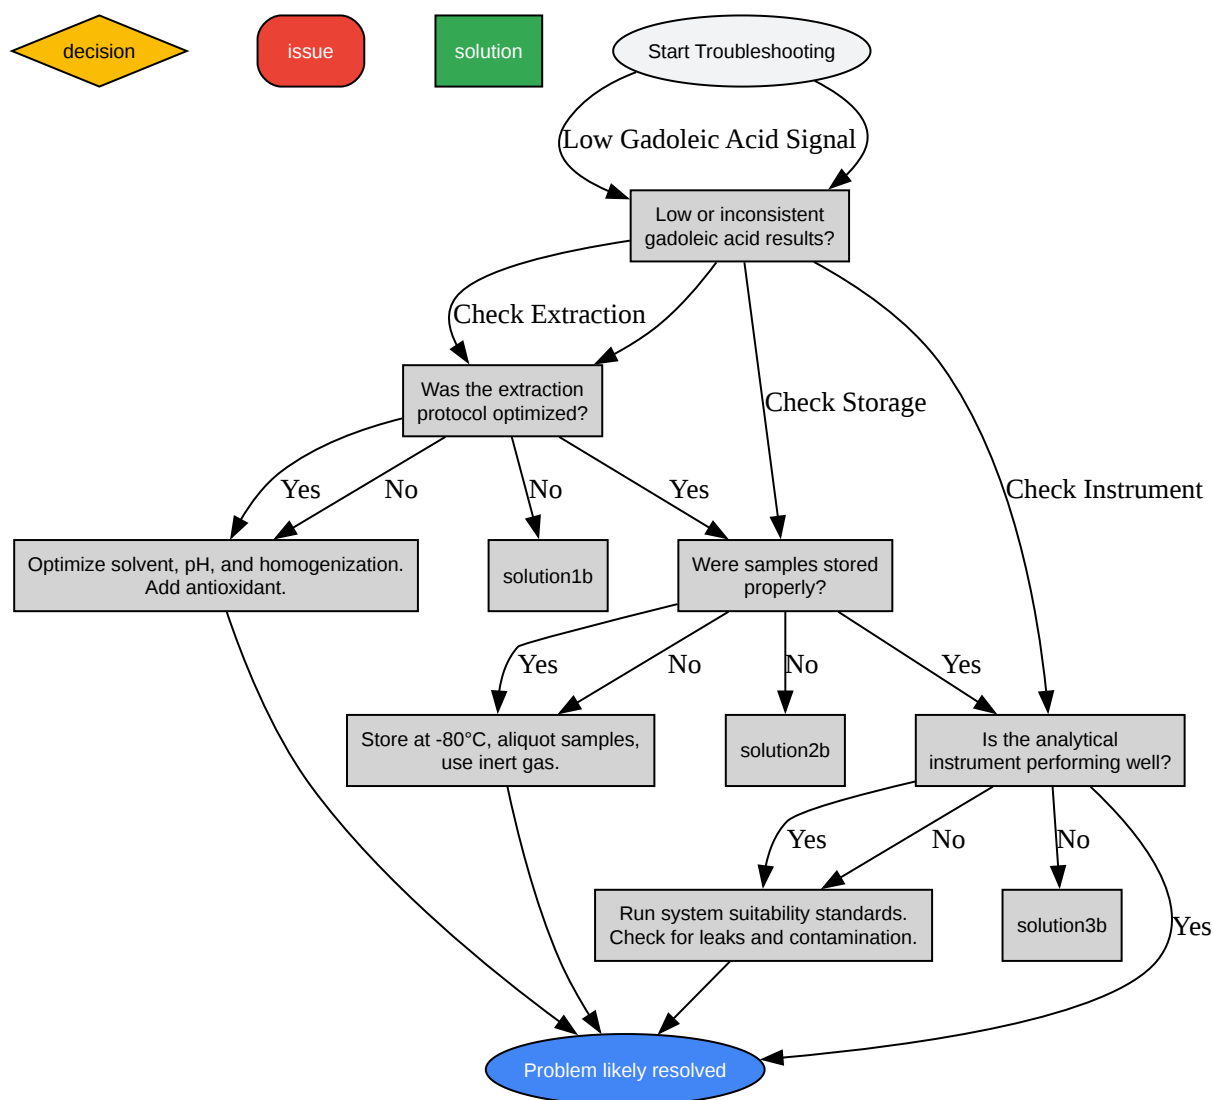 decision
issue
solution
Start Troubleshooting
Low Gadoleic Acid Signal
Low or inconsistent
gadoleic acid results?
Check Extraction
Was the extraction
protocol optimized?
Check Storage
Check Instrument
Yes
No
No
Yes
Optimize solvent, pH, and homogenization.
Add antioxidant.
solution1b
Were samples stored
properly?
Yes
No
No
Yes
Store at -80°C, aliquot samples,
use inert gas.
solution2b
Is the analytical
instrument performing well?
Yes
No
No
Run system suitability standards.
Check for leaks and contamination.
solution3b
Yes
Problem likely resolved